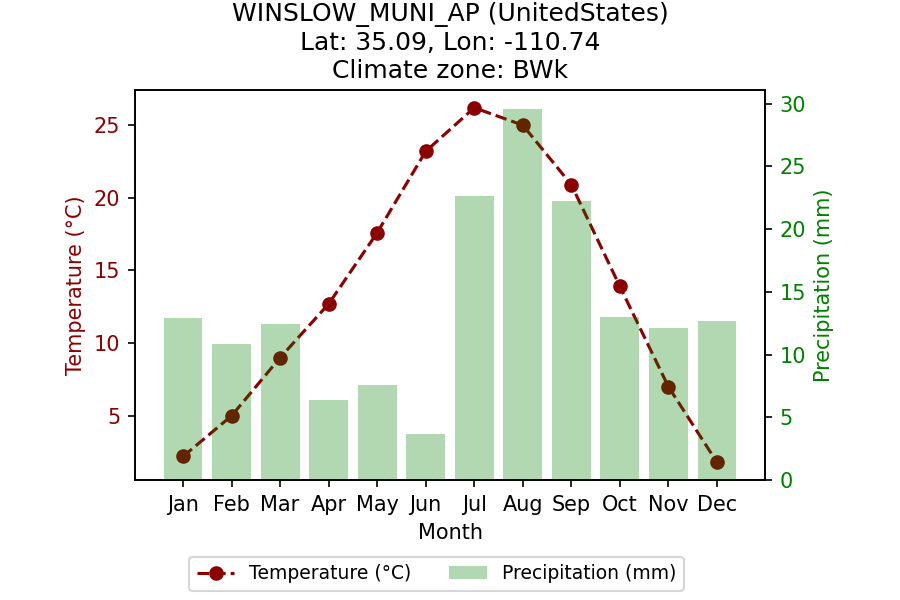 WINSLOW_MUNI_AP (UnitedStates)
Lat: 35.09, Lon: -110.74
Climate zone: BWk
Temperature (°C)
25
20
15
10
5
Precipitation (mm)
30
25
20
15
10
5
0
Jan Feb Mar Apr May Jun Jul Aug Sep Oct Nov Dec
Month
Temperature (°C) Precipitation (mm)